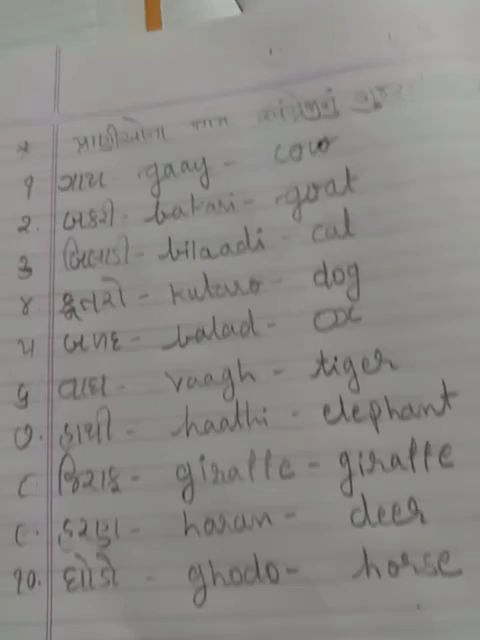 * પ્રાણીઓના નામ
૧ ગાય gaay - cow
૨. બકરી - bakari - goat
૩ બિલાડી - bilaadi - cat
૪ કૂતરો - kutaro - dog
૫ બળદ - balad - ox
૬ વાઘ - vaagh - tiger
૭. હાથી - haathi - elephant
૮ જિરાફ - giraffe - giraffe
૯. હરણ - haran - deer
૧૦. ઘોડો - ghodo - horse